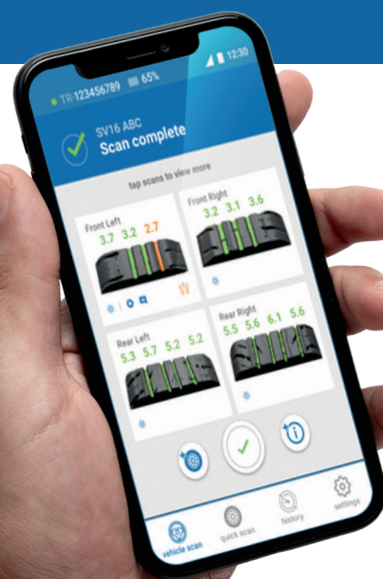 TR-123456789 65% 12:30
SV16 ABC
Scan complete
tap scans to view more
Front Left
3.7 3.2 2.7
Front Right
3.2 3.1 3.6
Rear Left
5.3 5.7 5.2 5.2
Rear Right
5.5 5.6 6.1 5.6
vehicle scan quick scan history settings